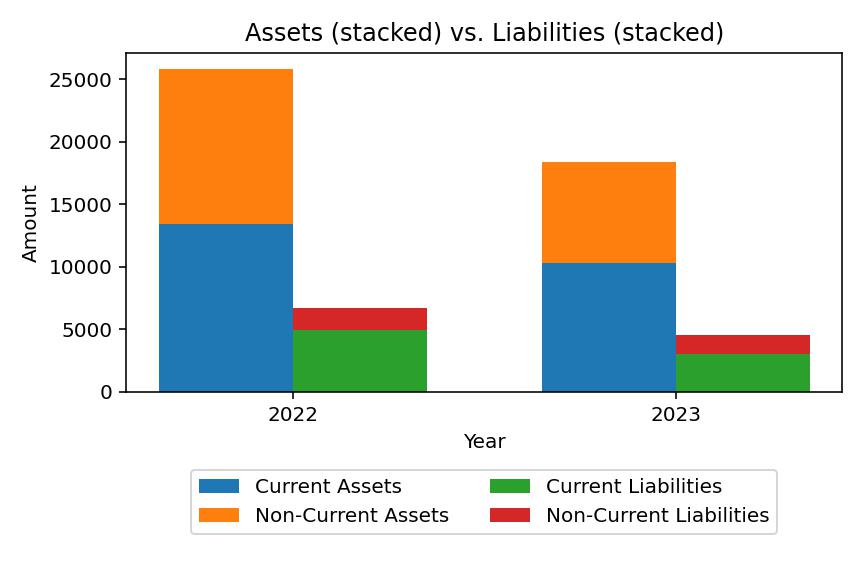 Assets (stacked) vs. Liabilities (stacked)
25000
20000
15000
10000
5000
0
Amount
2022 2023
Year
Current Assets Current Liabilities
Non-Current Assets Non-Current Liabilities